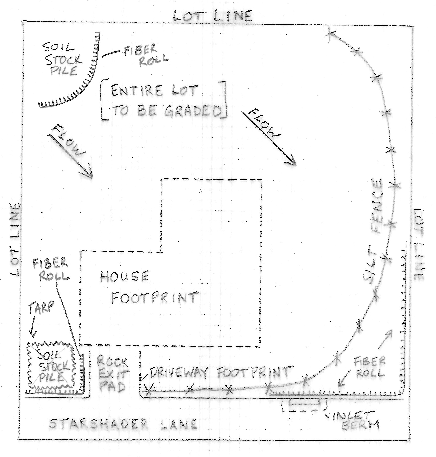 LOT LINE
SOIL
STOCK
PILE
FIBER
ROLL
[ENTIRE LOT
TO BE GRADED]
FLOW
FLOW
LOT LINE
LOT LINE
SILT FENCE
FIBER
ROLL
HOUSE
FOOTPRINT
TARP
SOIL
STOCK
PILE
ROCK
EXIT
PAD
DRIVEWAY FOOTPRINT
FIBER
ROLL
STARSHADER LANE
INLET
BERM